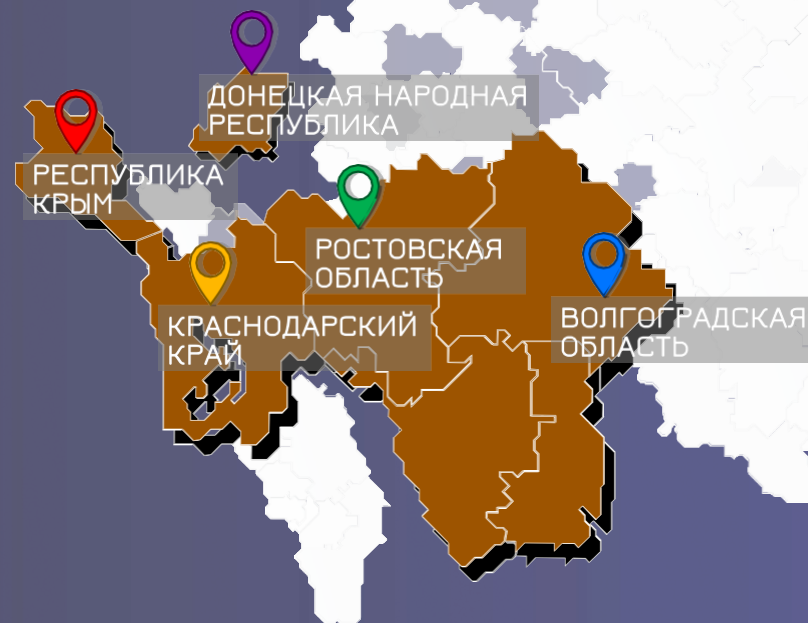 ДОНЕЦКАЯ НАРОДНАЯ
РЕСПУБЛИКА
РЕСПУБЛИКА
КРЫМ
РОСТОВСКАЯ
ОБЛАСТЬ
КРАСНОДАРСКИЙ
КРАЙ
ВОЛГОГРАДСКАЯ
ОБЛАСТЬ